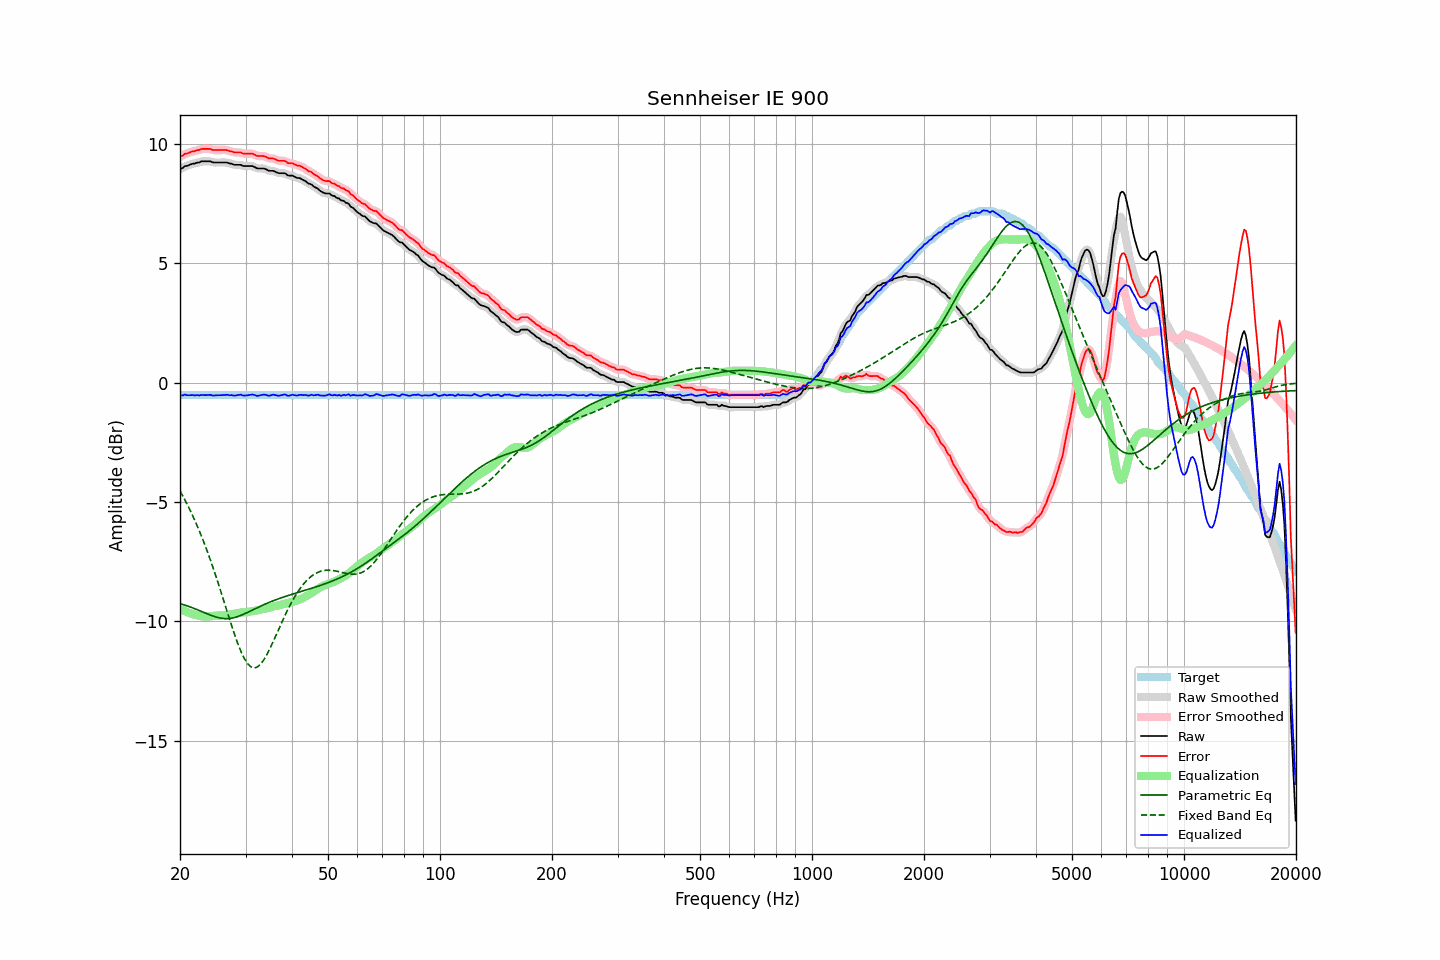 Sennheiser IE 900
10
5
0
−5
−10
−15
Amplitude (dBr)
20
50
100
200
500
1000
2000
5000
10000
20000
Frequency (Hz)
Target
Raw Smoothed
Error Smoothed
Raw
Error
Equalization
Parametric Eq
Fixed Band Eq
Equalized